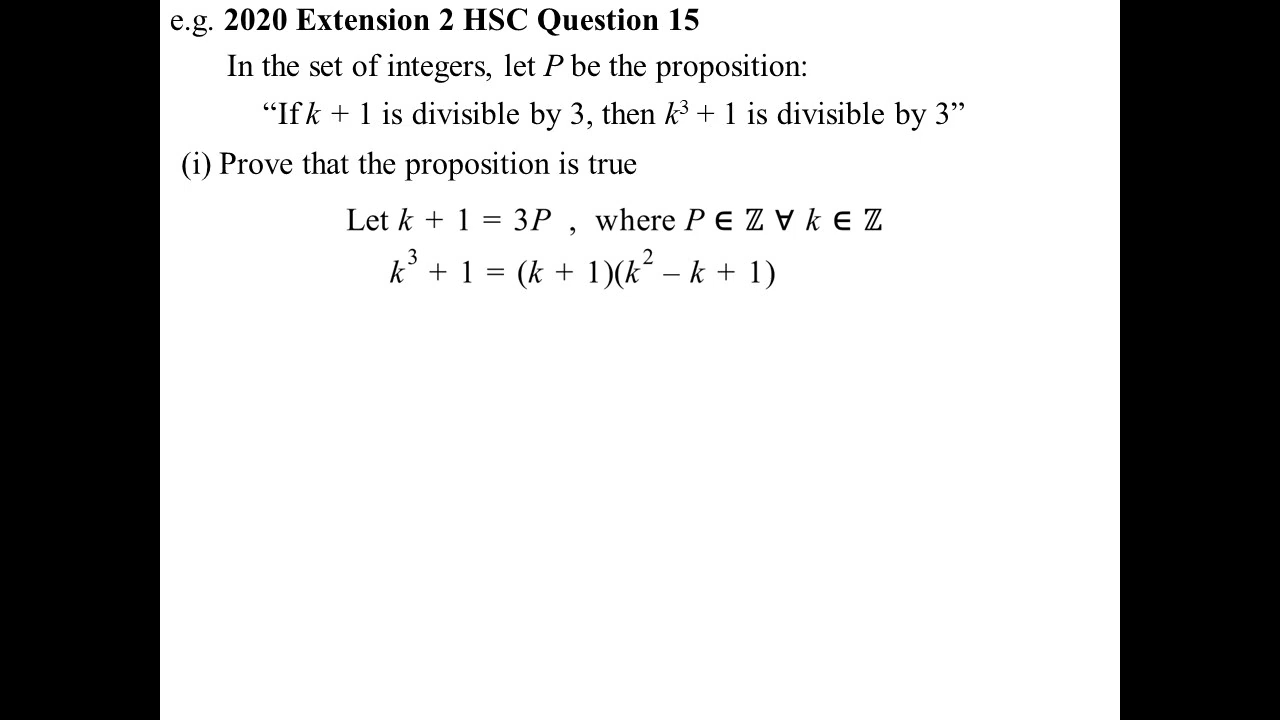 e.g. 2020 Extension 2 HSC Question 15
In the set of integers, let P be the proposition:
“If k + 1 is divisible by 3, then k³ + 1 is divisible by 3”
(i) Prove that the proposition is true
Let k + 1 = 3P , where P ∈ ℤ ∀ k ∈ ℤ
k³ + 1 = (k + 1)(k² – k + 1)